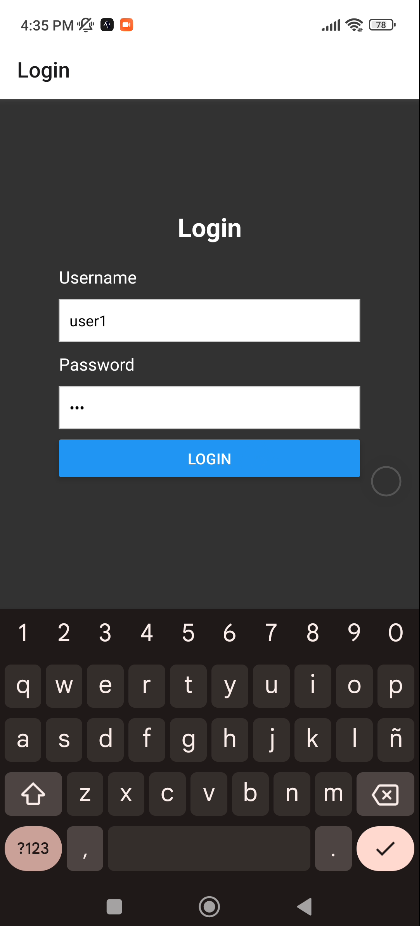 4:35 PM
78
Login
Login
Username
user1
Password
•••
LOGIN
1 2 3 4 5 6 7 8 9 0
q w e r t y u i o p
a s d f g h j k l ñ
z x c v b n m
?123 , .